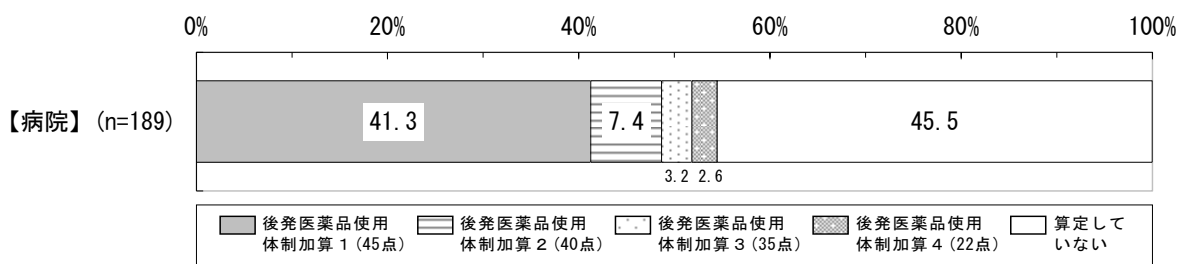 0% 20% 40% 60% 80% 100%
【病院】(n=189) 41.3 7.4 45.5
3.2 2.6
後発医薬品使用 後発医薬品使用 後発医薬品使用 後発医薬品使用 算定して
体制加算1(45点) 体制加算2(40点) 体制加算3(35点) 体制加算4(22点) いない